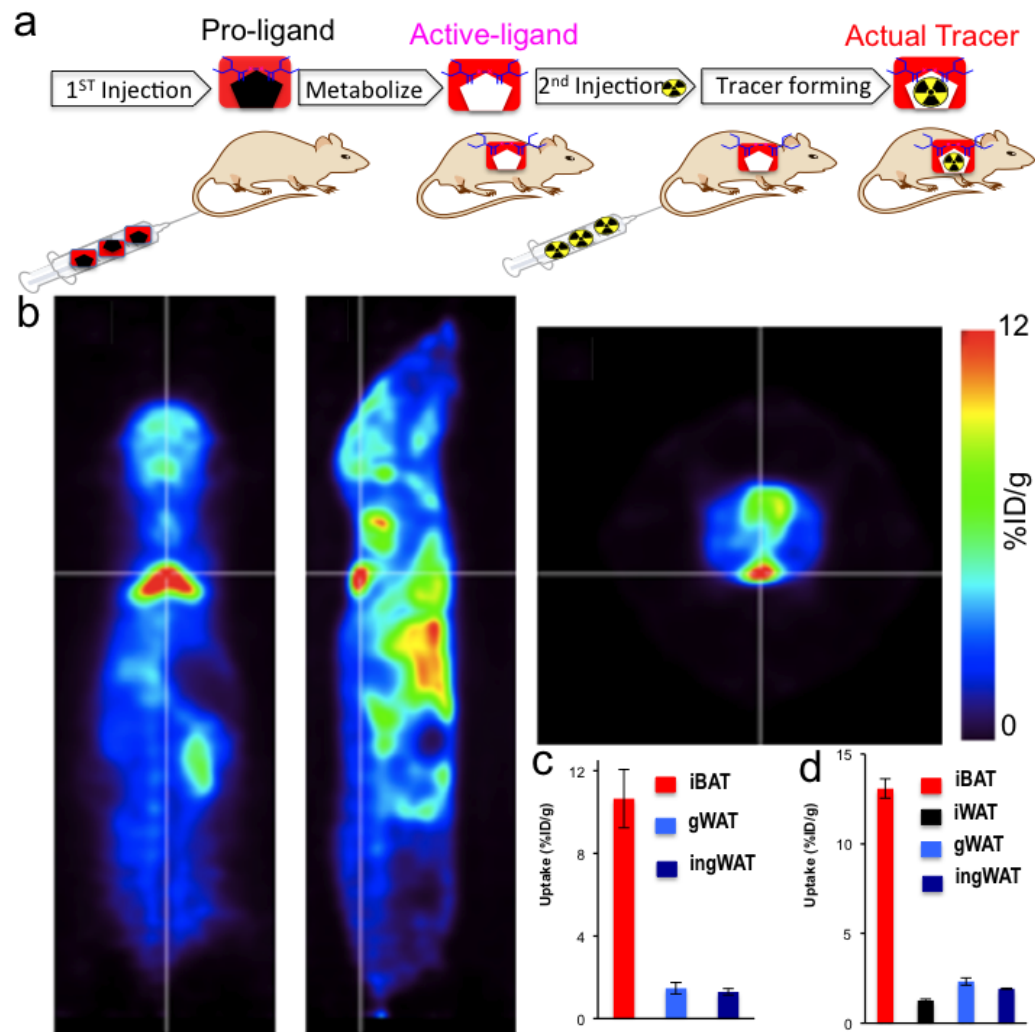 a
Pro-ligand
Active-ligand
Actual Tracer
1ST Injection
Metabolize
2nd Injection
Tracer forming
b
12
%ID/g
0
c
12
8
4
0
Uptake (%ID/g)
iBAT
gWAT
ingWAT
d
15
10
5
0
Uptake (%ID/g)
iBAT
iWAT
gWAT
ingWAT